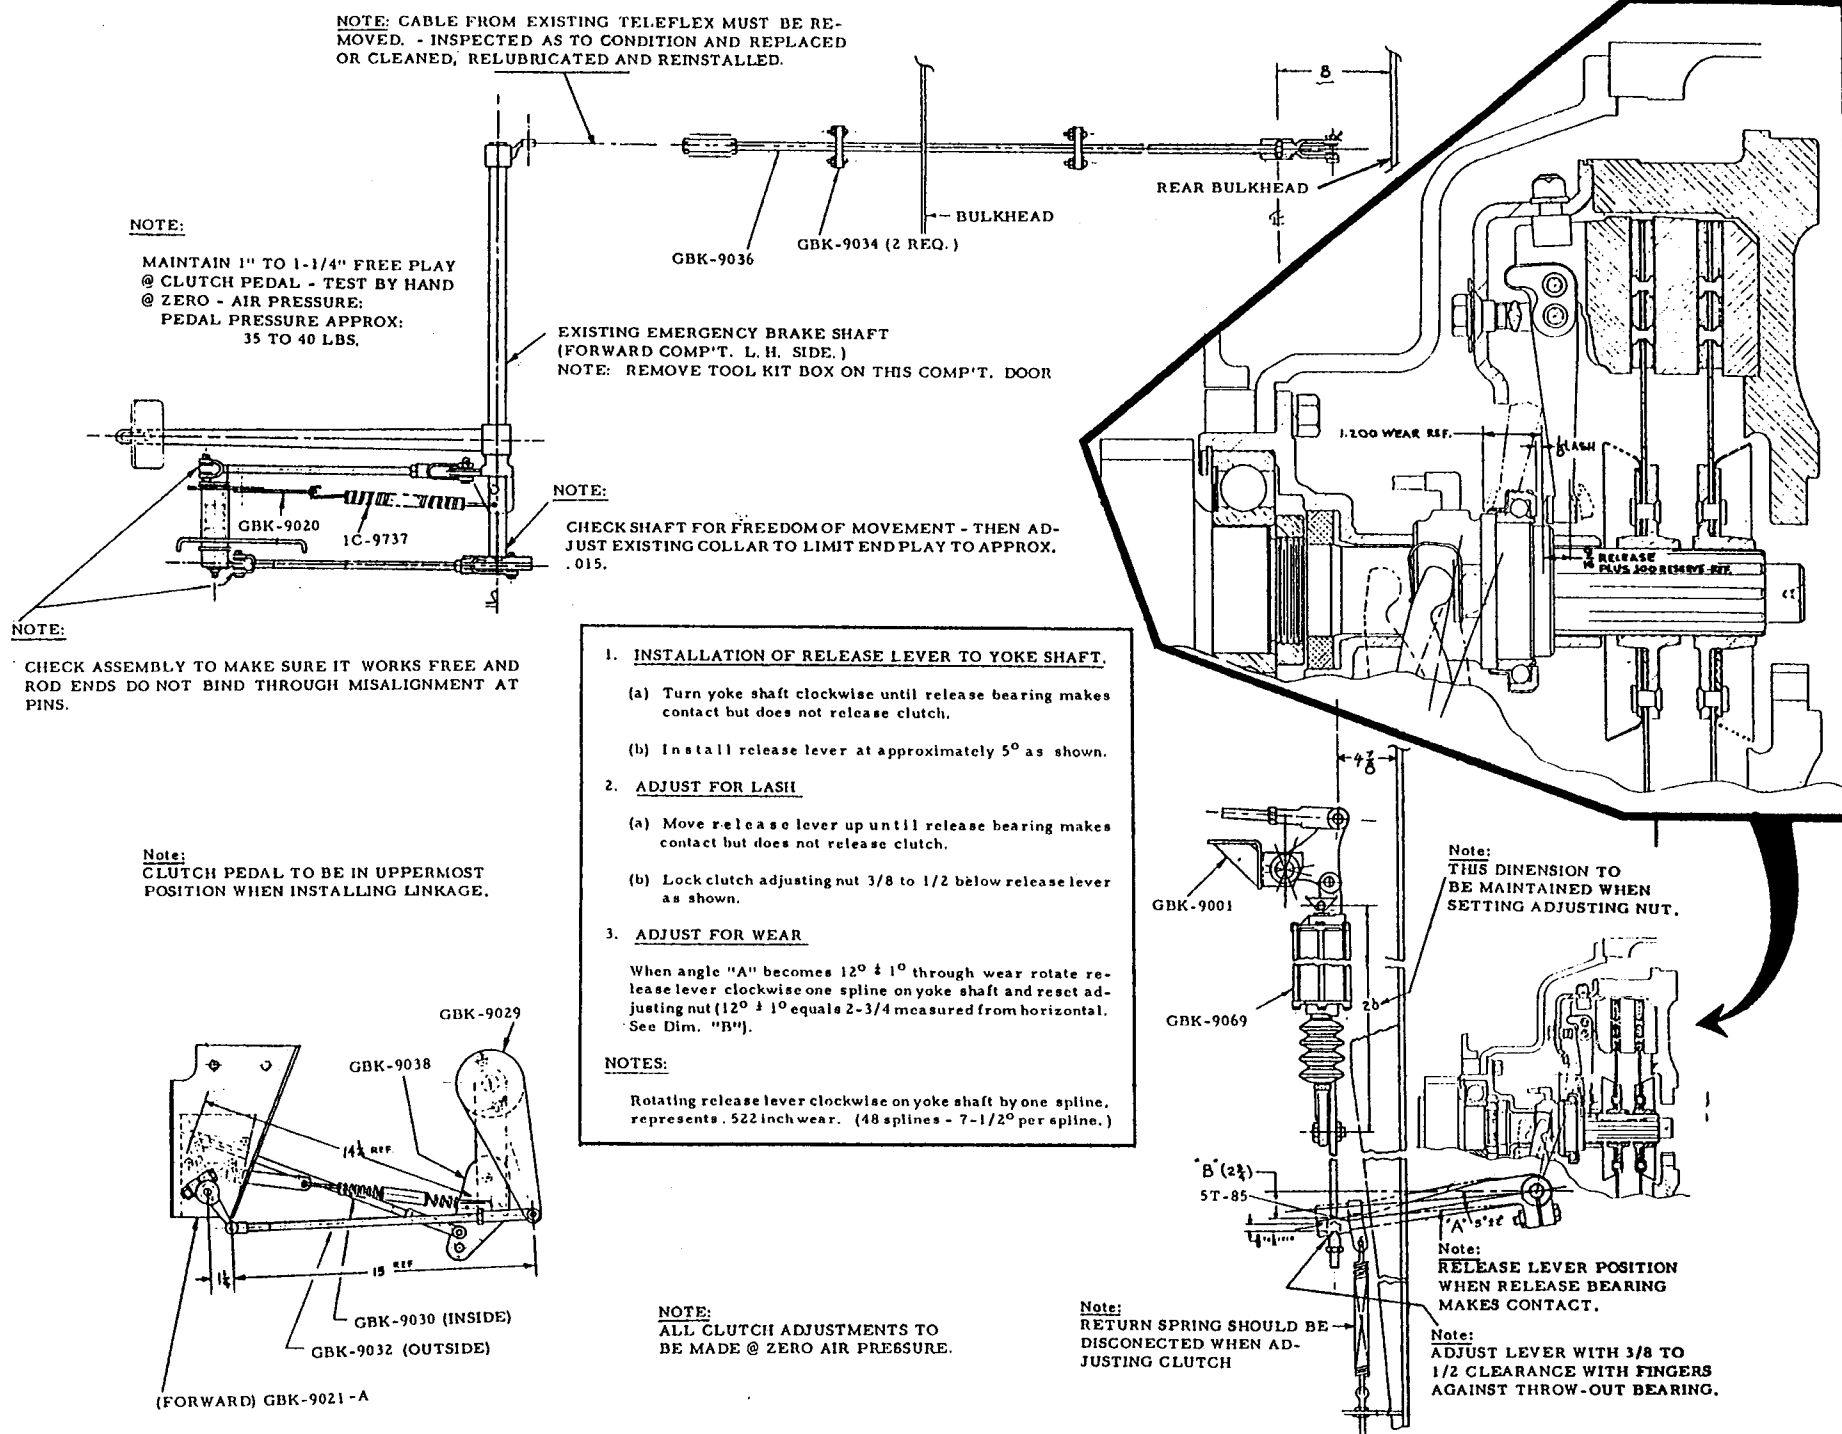 NOTE: CABLE FROM EXISTING TELEFLEX MUST BE RE-
MOVED. - INSPECTED AS TO CONDITION AND REPLACED
OR CLEANED, RELUBRICATED AND REINSTALLED.
8
REAR BULKHEAD
BULKHEAD
GBK-9034 (2 REQ.)
GBK-9036
NOTE:
MAINTAIN 1" TO 1-1/4" FREE PLAY
@ CLUTCH PEDAL - TEST BY HAND
@ ZERO - AIR PRESSURE:
PEDAL PRESSURE APPROX:
35 TO 40 LBS.
EXISTING EMERGENCY BRAKE SHAFT
(FORWARD COMP'T. L. H. SIDE.)
NOTE: REMOVE TOOL KIT BOX ON THIS COMP'T. DOOR
1.200 WEAR REF.
LASH
RELEASE
PLUS .200 RESERVE REF.
GBK-9020
1C-9737
NOTE:
CHECK SHAFT FOR FREEDOM OF MOVEMENT - THEN AD-
JUST EXISTING COLLAR TO LIMIT END PLAY TO APPROX.
.015.
NOTE:
CHECK ASSEMBLY TO MAKE SURE IT WORKS FREE AND
ROD ENDS DO NOT BIND THROUGH MISALIGNMENT AT
PINS.
1. INSTALLATION OF RELEASE LEVER TO YOKE SHAFT.
(a) Turn yoke shaft clockwise until release bearing makes
contact but does not release clutch.
(b) Install release lever at approximately 5° as shown.
2. ADJUST FOR LASH
(a) Move release lever up until release bearing makes
contact but does not release clutch.
(b) Lock clutch adjusting nut 3/8 to 1/2 below release lever
as shown.
3. ADJUST FOR WEAR
When angle "A" becomes 12° ± 1° through wear rotate re-
lease lever clockwise one spline on yoke shaft and reset ad-
justing nut (12° ± 1° equals 2-3/4 measured from horizontal.
See Dim. "B").
NOTES:
Rotating release lever clockwise on yoke shaft by one spline,
represents .522 inch wear. (48 splines - 7-1/2° per spline.)
Note:
CLUTCH PEDAL TO BE IN UPPERMOST
POSITION WHEN INSTALLING LINKAGE.
GBK-9029
GBK-9038
REF.
15 REF
GBK-9030 (INSIDE)
GBK-9032 (OUTSIDE)
(FORWARD) GBK-9021-A
NOTE:
ALL CLUTCH ADJUSTMENTS TO
BE MADE @ ZERO AIR PRESSURE.
4 7/8
GBK-9001
Note:
THIS DINENSION TO
BE MAINTAINED WHEN
SETTING ADJUSTING NUT.
GBK-9069
"B" (2 3/4)
5T-85
"A"
Note:
RELEASE LEVER POSITION
WHEN RELEASE BEARING
MAKES CONTACT.
Note:
RETURN SPRING SHOULD BE
DISCONECTED WHEN AD-
JUSTING CLUTCH
Note:
ADJUST LEVER WITH 3/8 TO
1/2 CLEARANCE WITH FINGERS
AGAINST THROW-OUT BEARING.